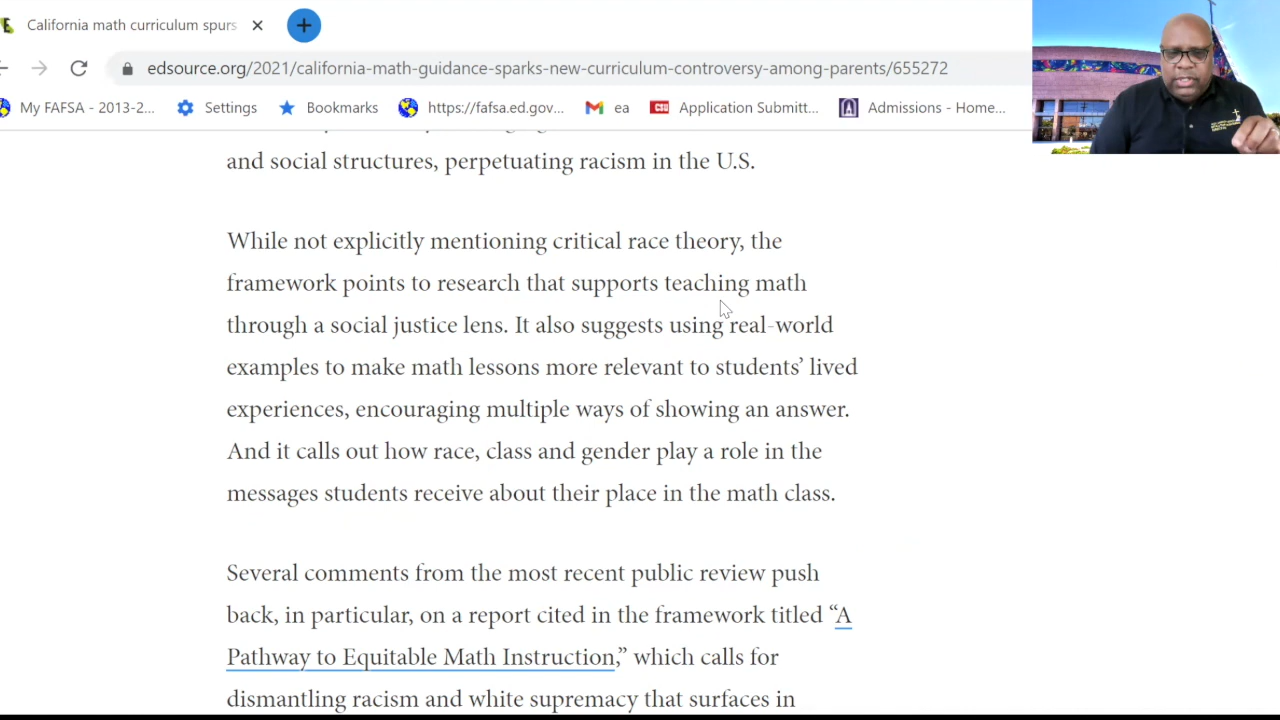 California math curriculum spurs
edsource.org/2021/california-math-guidance-sparks-new-curriculum-controversy-among-parents/655272
My FAFSA - 2013-2... Settings Bookmarks https://fafsa.ed.gov... ea CSU Application Submitt... Admissions - Home...
and social structures, perpetuating racism in the U.S.
While not explicitly mentioning critical race theory, the
framework points to research that supports teaching math
through a social justice lens. It also suggests using real-world
examples to make math lessons more relevant to students’ lived
experiences, encouraging multiple ways of showing an answer.
And it calls out how race, class and gender play a role in the
messages students receive about their place in the math class.
Several comments from the most recent public review push
back, in particular, on a report cited in the framework titled “A
Pathway to Equitable Math Instruction,” which calls for
dismantling racism and white supremacy that surfaces in